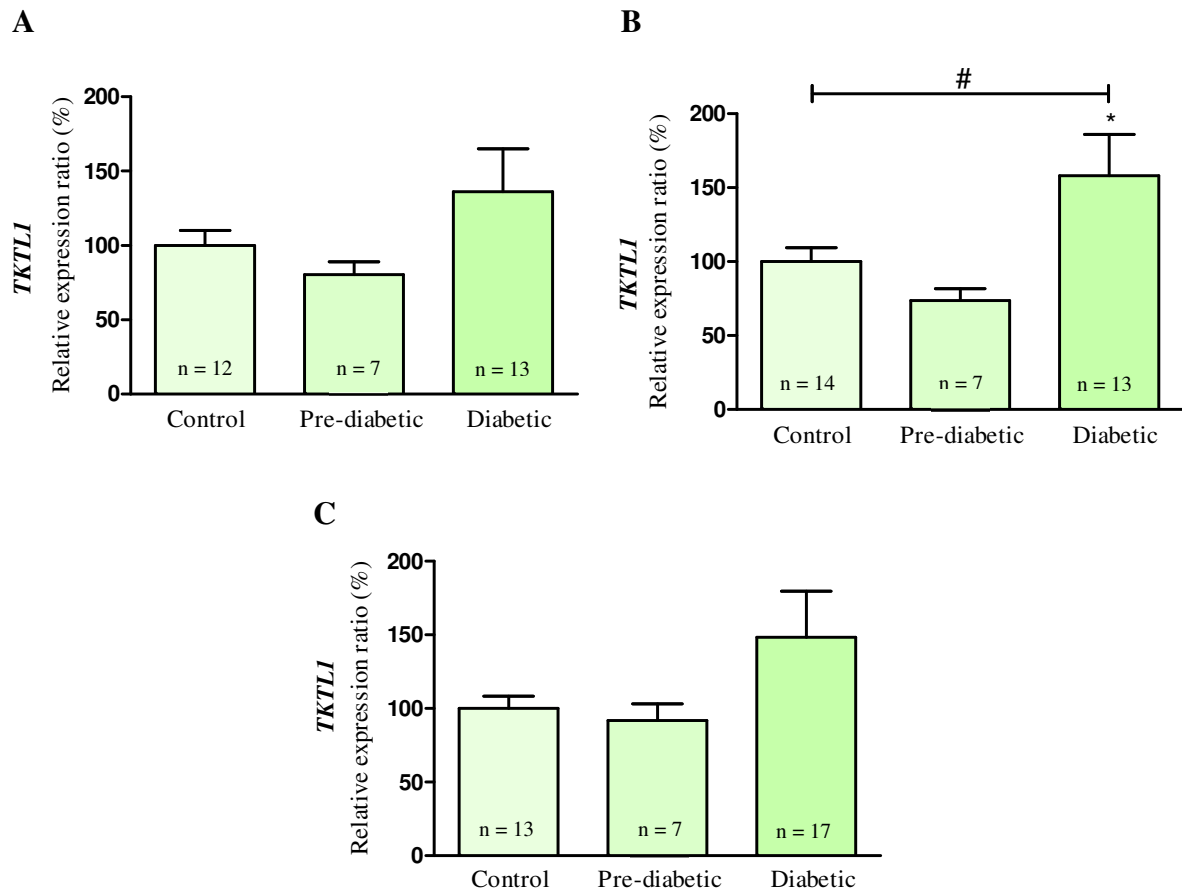 A
TKTL1
Relative expression ratio (%)
200
150
100
50
0
n = 12
n = 7
n = 13
Control
Pre-diabetic
Diabetic
B
#
*
TKTL1
Relative expression ratio (%)
200
150
100
50
0
n = 14
n = 7
n = 13
Control
Pre-diabetic
Diabetic
C
TKTL1
Relative expression ratio (%)
200
150
100
50
0
n = 13
n = 7
n = 17
Control
Pre-diabetic
Diabetic